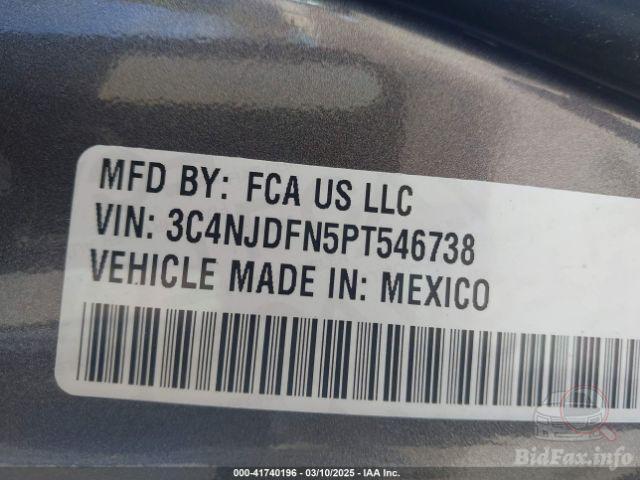 MFD BY: FCA US LLC
VIN: 3C4NJDFN5PT546738
VEHICLE MADE IN: MEXICO
BidFax.info
00-41740196 - 03/10/2025 - IAA Inc.